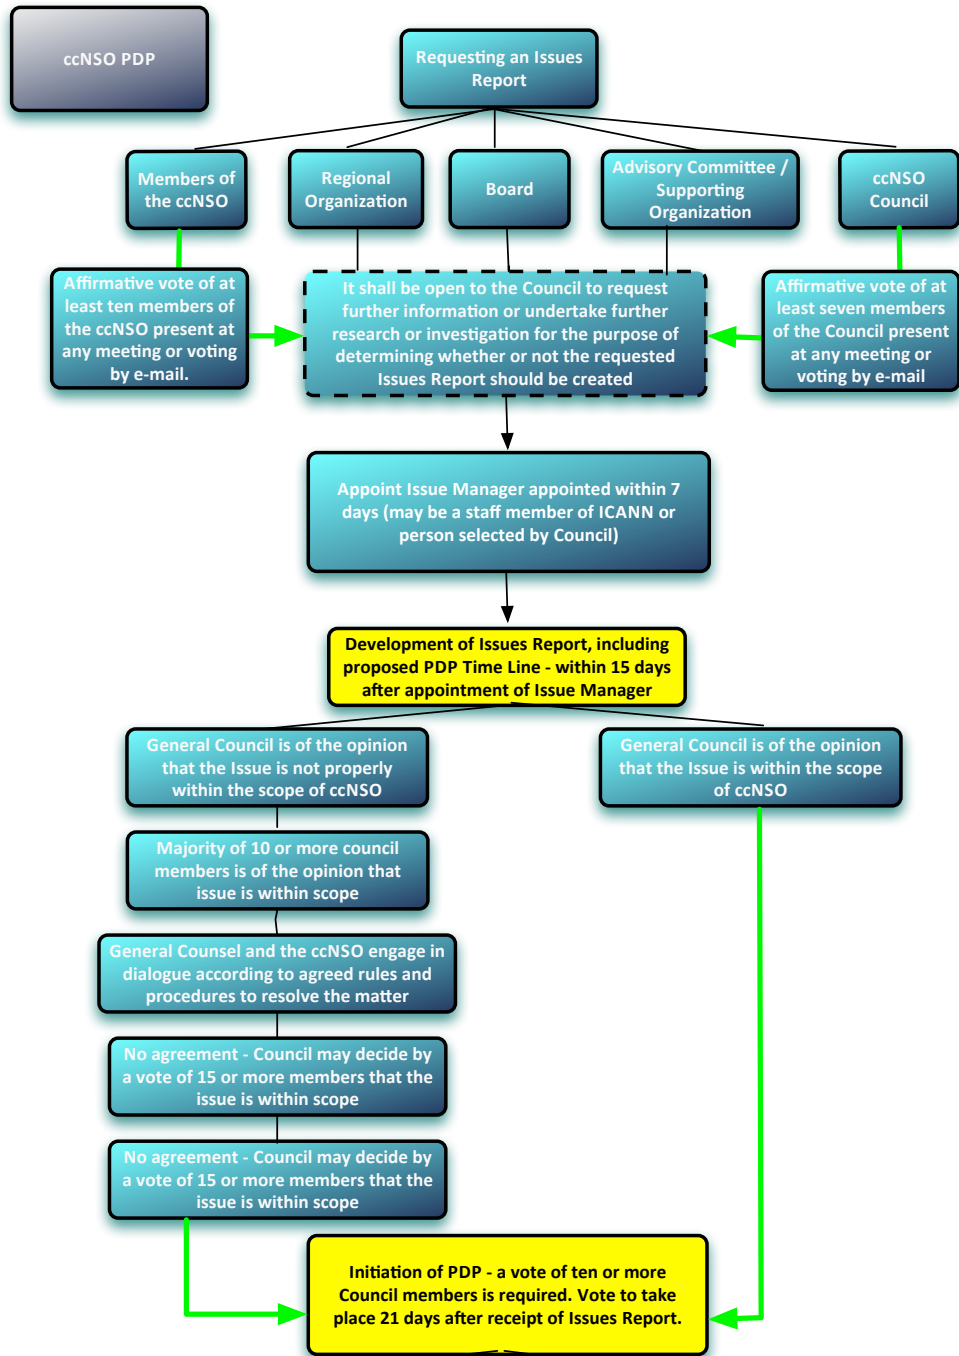 ccNSO PDP
Requesting an Issues
Report
Members of
the ccNSO
Regional
Organization
Board
Advisory Committee /
Supporting
Organization
ccNSO
Council
Affirmative vote of at
least ten members of
the ccNSO present at
any meeting or voting
by e-mail.
It shall be open to the Council to request
further information or undertake further
research or investigation for the purpose of
determining whether or not the requested
Issues Report should be created
Affirmative vote of at
least seven members
of the Council present
at any meeting or
voting by e-mail
Appoint Issue Manager appointed within 7
days (may be a staff member of ICANN or
person selected by Council)
Development of Issues Report, including
proposed PDP Time Line - within 15 days
after appointment of Issue Manager
General Council is of the opinion
that the Issue is not properly
within the scope of ccNSO
General Council is of the opinion
that the Issue is within the scope
of ccNSO
Majority of 10 or more council
members is of the opinion that
issue is within scope
General Counsel and the ccNSO engage in
dialogue according to agreed rules and
procedures to resolve the matter
No agreement - Council may decide by
a vote of 15 or more members that the
issue is within scope
No agreement - Council may decide by
a vote of 15 or more members that the
issue is within scope
Initiation of PDP - a vote of ten or more
Council members is required. Vote to take
place 21 days after receipt of Issues Report.